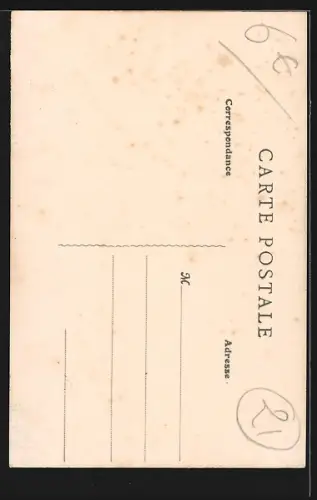 6€
CARTE POSTALE
Correspondance
Adresse
M
21